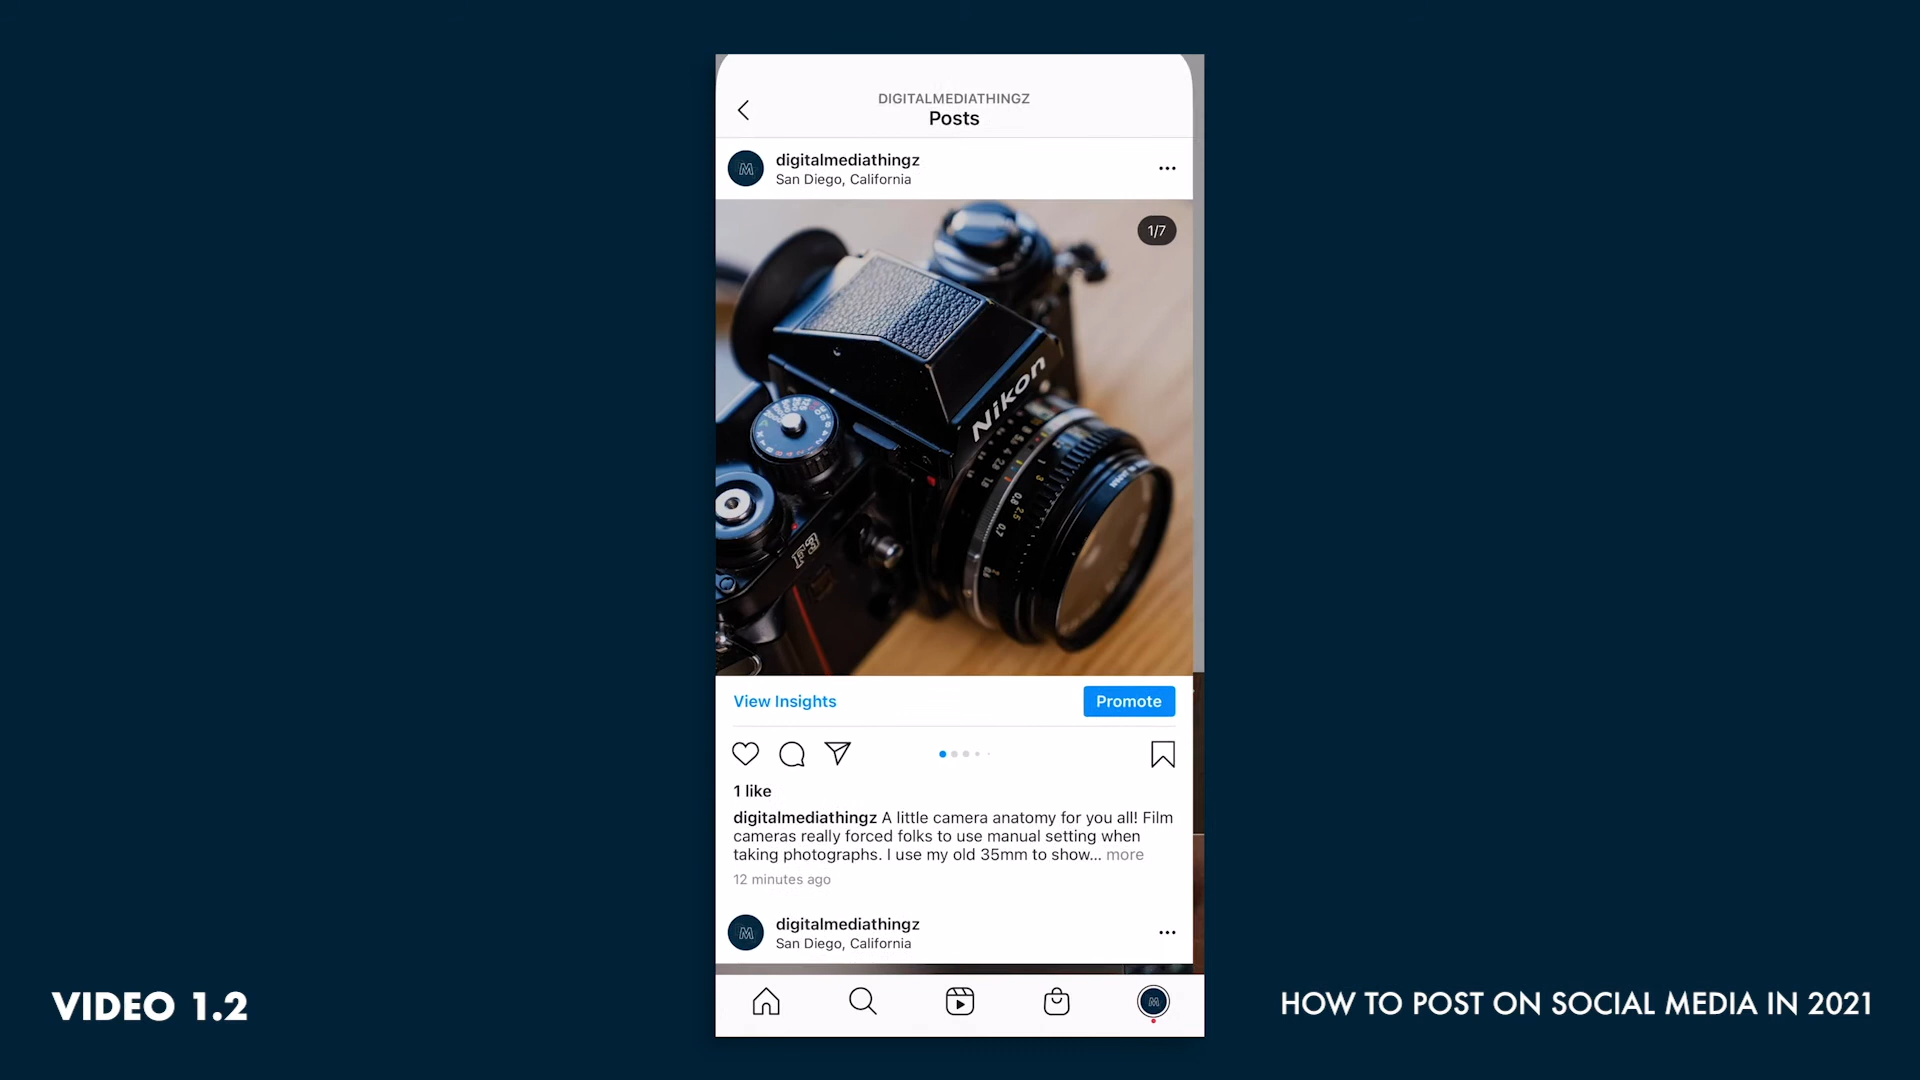 DIGITALMEDIATHINGZ
Posts
digitalmediathingz
San Diego, California
1/7
Nikon
F3
View Insights
Promote
1 like
digitalmediathingz A little camera anatomy for you all! Film
cameras really forced folks to use manual setting when
taking photographs. I use my old 35mm to show... more
12 minutes ago
digitalmediathingz
San Diego, California
VIDEO 1.2
HOW TO POST ON SOCIAL MEDIA IN 2021